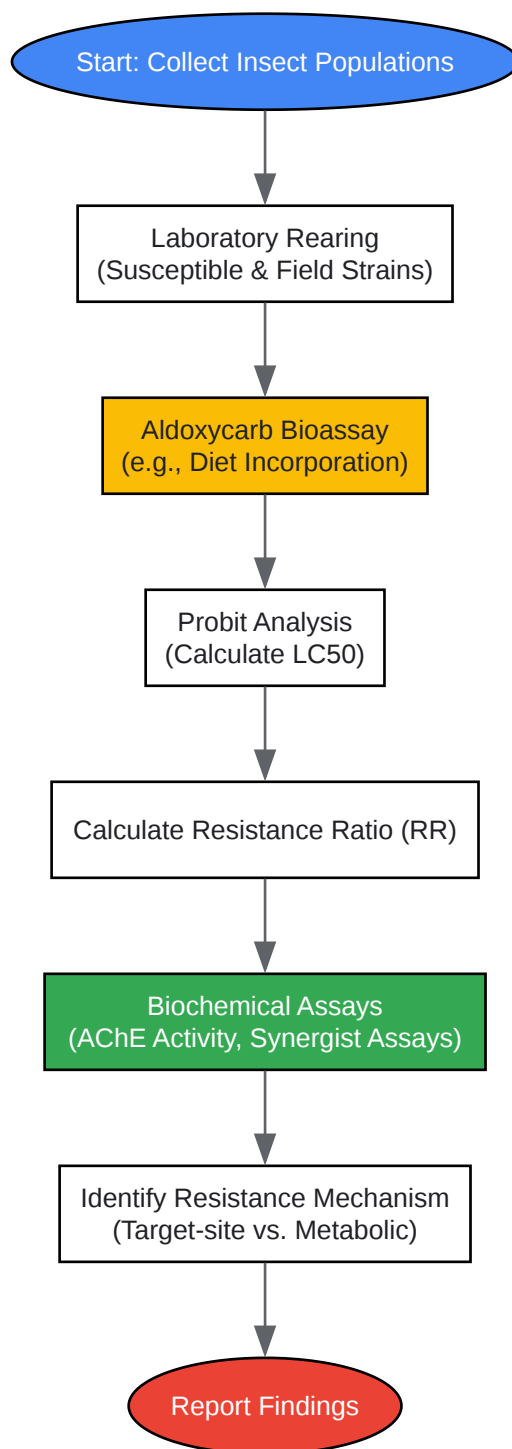 Start: Collect Insect Populations
Laboratory Rearing
(Susceptible & Field Strains)
Aldoxycarb Bioassay
(e.g., Diet Incorporation)
Probit Analysis
(Calculate LC50)
Calculate Resistance Ratio (RR)
Biochemical Assays
(AChE Activity, Synergist Assays)
Identify Resistance Mechanism
(Target-site vs. Metabolic)
Report Findings